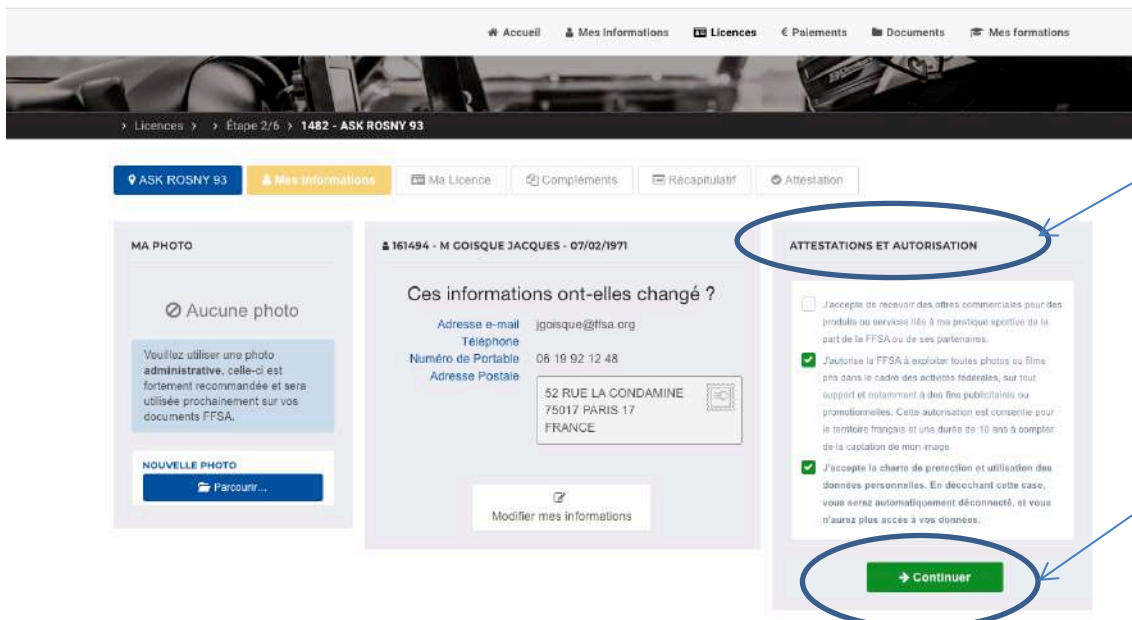 Accueil Mes Informations Licences € Paiements Documents Mes formations
> Licences > > Étape 2/6 > 1482 - ASK ROSNY 93
ASK ROSNY 93 Mes Informations Ma Licence Compléments Récapitulatif Attestation
MA PHOTO
Aucune photo
Veuillez utiliser une photo
administrative, celle-ci est
fortement recommandée et sera
utilisée prochainement sur vos
documents FFSA.
NOUVELLE PHOTO
Parcourir...
161494 - M GOISQUE JACQUES - 07/02/1971
Ces informations ont-elles changé ?
Adresse e-mail jgoisque@ffsa.org
Téléphone
Numéro de Portable 06 19 92 12 48
Adresse Postale
52 RUE LA CONDAMINE
75017 PARIS 17
FRANCE
Modifier mes informations
ATTESTATIONS ET AUTORISATION
J'accepte de recevoir des offres commerciales pour des
produits ou services liés à ma pratique sportive de la
part de la FFSA ou de ses partenaires.
J'autorise la FFSA à exploiter toutes photos ou films
pris dans le cadre des activités fédérales, sur tout
support et notamment à des fins publicitaires ou
promotionnelles. Cette autorisation est consentie pour
le territoire français et une durée de 10 ans à compter
de la captation de mon image.
J'accepte la charte de protection et utilisation des
données personnelles. En décochant cette case,
vous serez automatiquement déconnecté, et vous
n'aurez plus accès à vos données.
Continuer